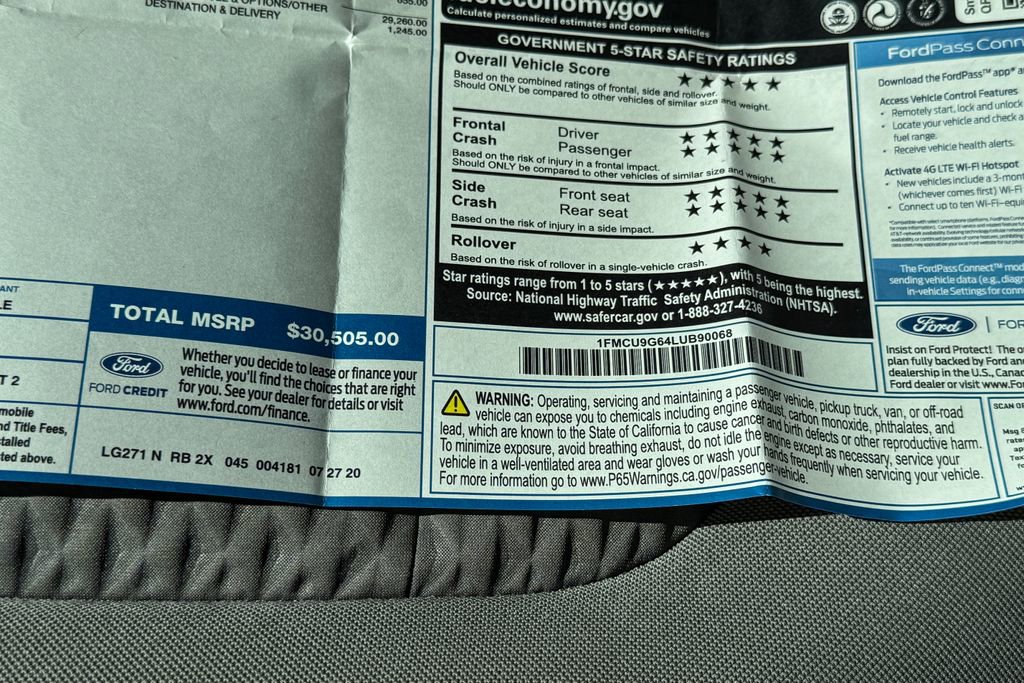 & OPTIONS/OTHER
DESTINATION & DELIVERY
29,260.00
1,245.00
TOTAL MSRP $30,505.00
Ford
FORD CREDIT
Whether you decide to lease or finance your
vehicle, you'll find the choices that are right
for you. See your dealer for details or visit
www.ford.com/finance.
LG271 N RB 2X 045 004181 07 27 20
T 2
and Title Fees,
economy.gov
Calculate personalized estimates and compare vehicles
GOVERNMENT 5-STAR SAFETY RATINGS
Overall Vehicle Score ★★★★★
Based on the combined ratings of frontal, side and rollover.
Should ONLY be compared to other vehicles of similar size and weight.
Frontal Driver ★★★★★
Crash Passenger ★★★★★
Based on the risk of injury in a frontal impact.
Should ONLY be compared to other vehicles of similar size and weight.
Side Front seat ★★★★★
Crash Rear seat ★★★★★
Based on the risk of injury in a side impact.
Rollover ★★★★
Based on the risk of rollover in a single-vehicle crash.
Star ratings range from 1 to 5 stars (★★★★★), with 5 being the highest.
Source: National Highway Traffic Safety Administration (NHTSA).
www.safercar.gov or 1-888-327-4236
1FMCU9G64LUB90068
WARNING: Operating, servicing and maintaining a passenger vehicle, pickup truck, van, or off-road
vehicle can expose you to chemicals including engine exhaust, carbon monoxide, phthalates, and
lead, which are known to the State of California to cause cancer and birth defects or other reproductive harm.
To minimize exposure, avoid breathing exhaust, do not idle the engine except as necessary, service your
vehicle in a well-ventilated area and wear gloves or wash your hands frequently when servicing your vehicle.
For more information go to www.P65Warnings.ca.gov/passenger-vehicle.
FordPass Conn
Download the FordPass™ app*
Access Vehicle Control Features
• Remotely start, lock and unlock
• Locate your vehicle and check a
fuel range.
• Receive vehicle health alerts.
Activate 4G LTE Wi-Fi Hotspot
• New vehicles include a 3-mont
(whichever comes first) Wi-Fi
• Connect up to ten Wi-Fi-equi
The FordPass Connect™ mod
sending vehicle data (e.g., diagn
in-vehicle Settings for conn
Ford
Insist on Ford Protect! The o
plan fully backed by Ford and
dealership in the U.S., Canad
Ford dealer or visit www.For
SCAN OR